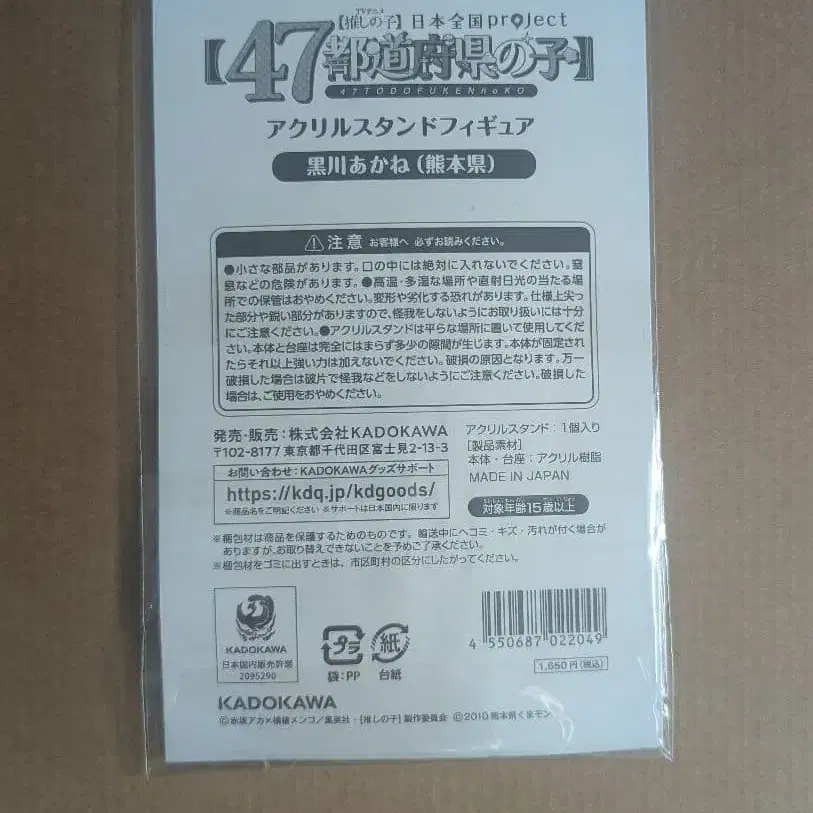 TVアニメ
【推しの子】日本全国project
【47都道府県の子】
47TODOFUKENnoKO
アクリルスタンドフィギュア
黒川あかね(熊本県)
注意 お客様へ 必ずお読みください。
●小さな部品があります。口の中には絶対に入れないでください。窒
息などの危険があります。●高温・多湿な場所や直射日光の当たる場
所での保管はおやめください。変形や劣化する恐れがあります。仕様上尖っ
た部分や鋭い部分がありますので、怪我をしないようにお取り扱いには十分
にご注意ください。●アクリルスタンドは平らな場所に置いて使用してくだ
さい。本体と台座は完全にはまらず多少の隙間が生じます。本体が固定され
たらそれ以上強い力は加えないでください。破損の原因となります。万一
破損した場合は破片で怪我などをしないようにご注意ください。破損した
場合は、ご使用をおやめください。
発売・販売:株式会社KADOKAWA
〒102-8177 東京都千代田区富士見2-13-3
お問い合わせ:KADOKAWAグッズサポート
https://kdq.jp/kdgoods/
※商品名をご明記ください ※サポートは日本国内に限ります
アクリルスタンド:1個入り
[製品素材]
本体・台座:アクリル樹脂
MADE IN JAPAN
たいしょうねんれい さい いじょう
対象年齢15歳以上
※梱包材は商品を保護するためのものです。輸送中にヘコミ・キズ・汚れが付く場合が
ありますが、お取り替えできないことを予めご了承ください。
※梱包材をゴミに出すときは、市区町村の区分にしたがってください。
KADOKAWA
日本国内販売許諾
2095290
プラ
袋:PP
紙
台紙
4 550687 022049
1,650円(税込)
KADOKAWA
©赤坂アカ×横槍メンゴ/集英社・【推しの子】製作委員会 ©2010熊本県くまモン